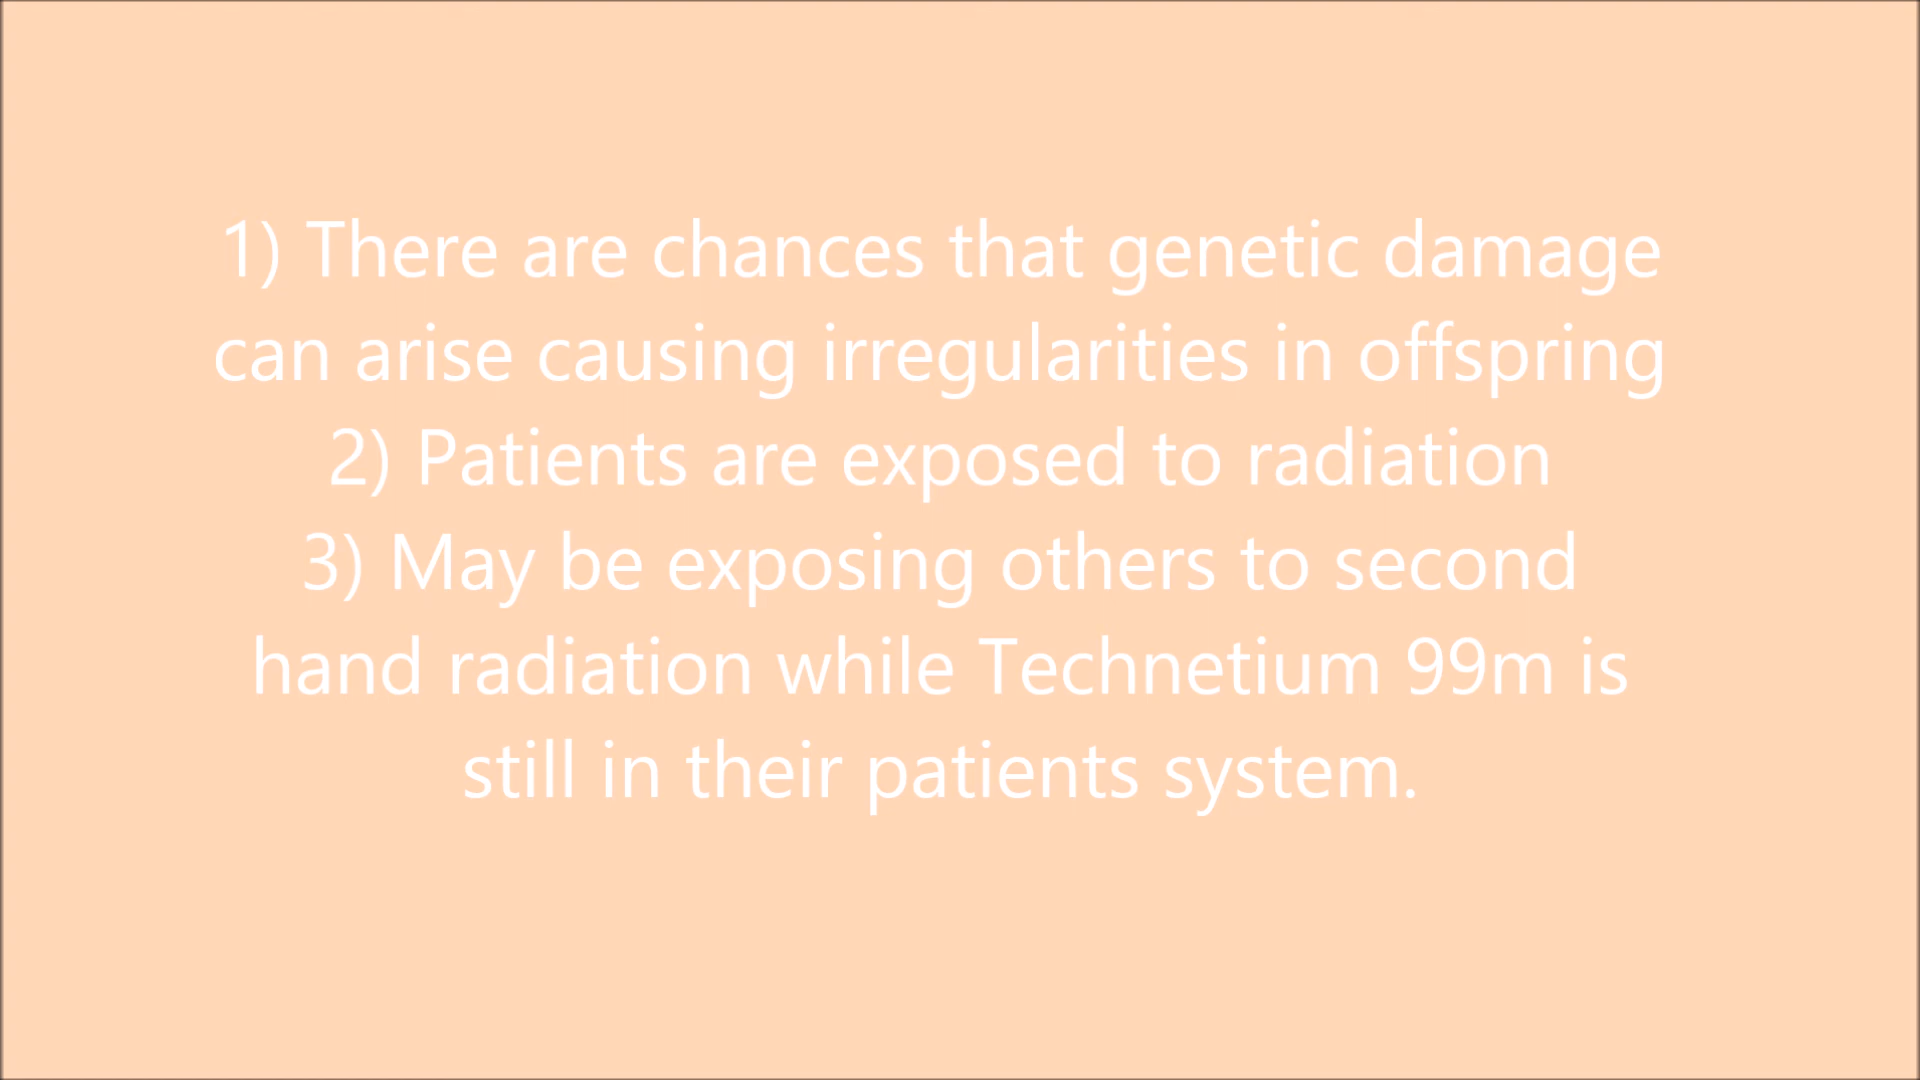 1) There are chances that genetic damage
can arise causing irregularities in offspring
2) Patients are exposed to radiation
3) May be exposing others to second
hand radiation while Technetium 99m is
still in their patients system.